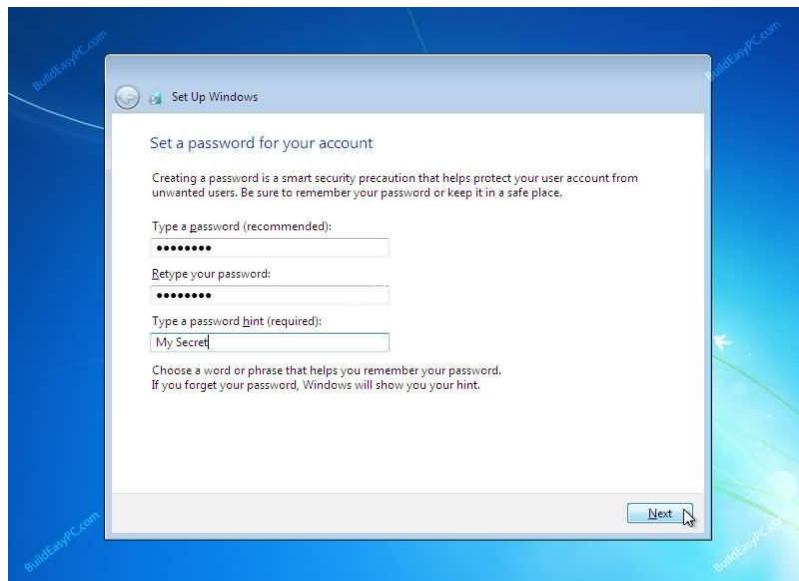 BuildEasyPC.com
BuildEasyPC.com
Set Up Windows
Set a password for your account
Creating a password is a smart security precaution that helps protect your user account from
unwanted users. Be sure to remember your password or keep it in a safe place.
Type a password (recommended):
••••••••
Retype your password:
••••••••
Type a password hint (required):
My Secret
Choose a word or phrase that helps you remember your password.
If you forget your password, Windows will show you your hint.
Next
BuildEasyPC.com
BuildEasyPC.com